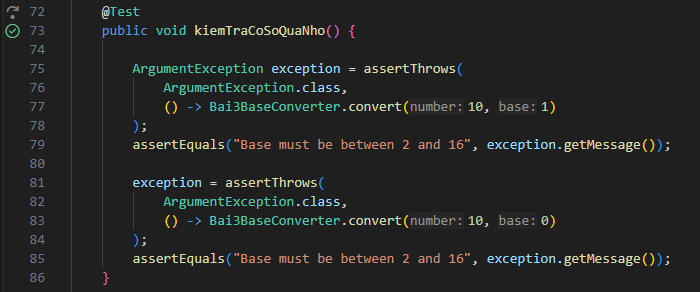 72 @Test
73 public void kiemTraCoSoQuaNho() {
74
75 ArgumentException exception = assertThrows(
76 ArgumentException.class,
77 () -> Bai3BaseConverter.convert(number: 10, base: 1)
78 );
79 assertEquals("Base must be between 2 and 16", exception.getMessage());
80
81 exception = assertThrows(
82 ArgumentException.class,
83 () -> Bai3BaseConverter.convert(number: 10, base: 0)
84 );
85 assertEquals("Base must be between 2 and 16", exception.getMessage());
86 }